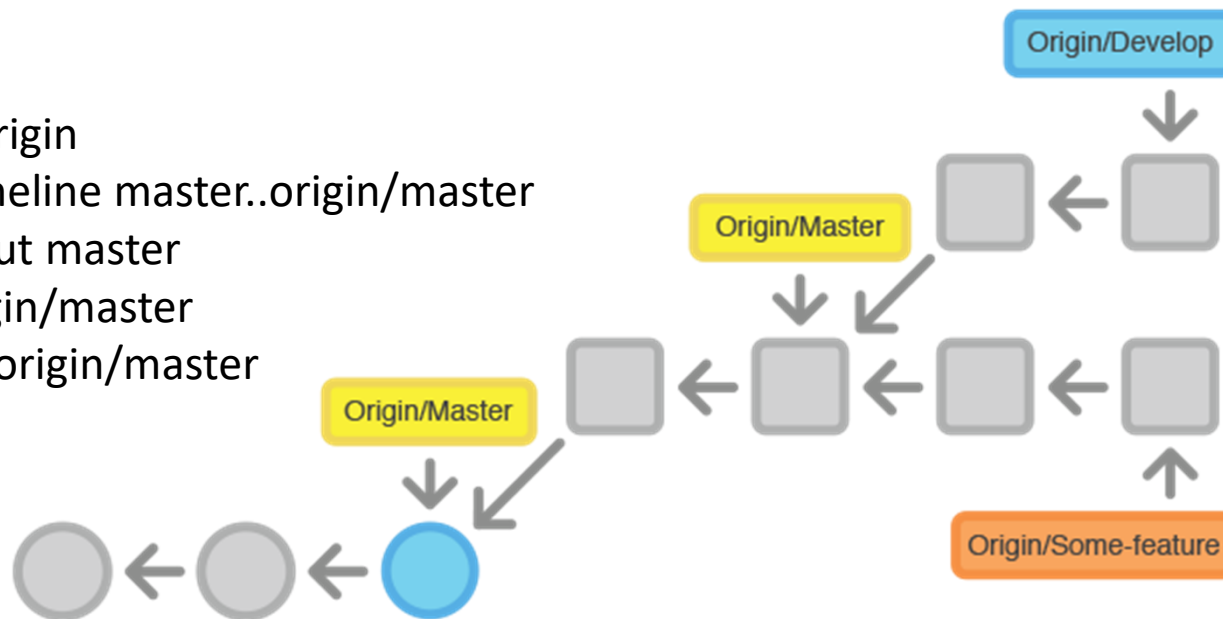 rigin
neline master..origin/master
ut master
gin/master
origin/master
Origin/Develop
Origin/Master
Origin/Master
Origin/Some-feature